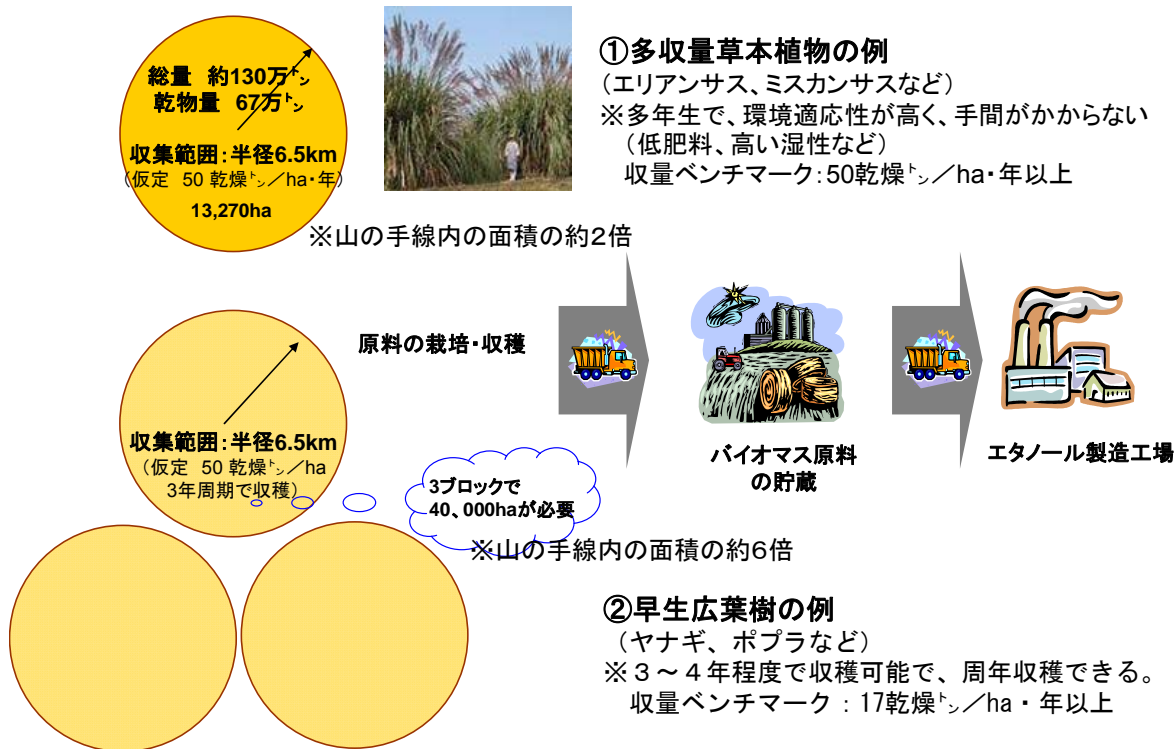 総量 約130万㌧
乾物量 67万㌧
収集範囲：半径6.5km
（仮定 50 乾燥㌧／ha・年）
13,270ha
※山の手線内の面積の約２倍
①多収量草本植物の例
（エリアンサス、ミスカンサスなど）
※多年生で、環境適応性が高く、手間がかからない
（低肥料、高い湿性など）
収量ベンチマーク：50乾燥㌧／ha・年以上
原料の栽培・収穫
バイオマス原料
の貯蔵
エタノール製造工場
収集範囲：半径6.5km
（仮定 50 乾燥㌧／ha
3年周期で収穫）
3ブロックで
40、000haが必要
※山の手線内の面積の約６倍
②早生広葉樹の例
（ヤナギ、ポプラなど）
※３～４年程度で収穫可能で、周年収穫できる。
収量ベンチマーク：17乾燥㌧／ha・年以上